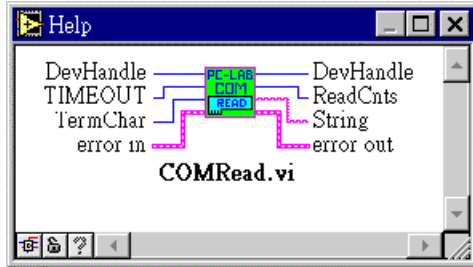 Help
DevHandle PC-LAB DevHandle
TIMEOUT COM ReadCnts
TermChar READ String
error in error out
COMRead.vi
?